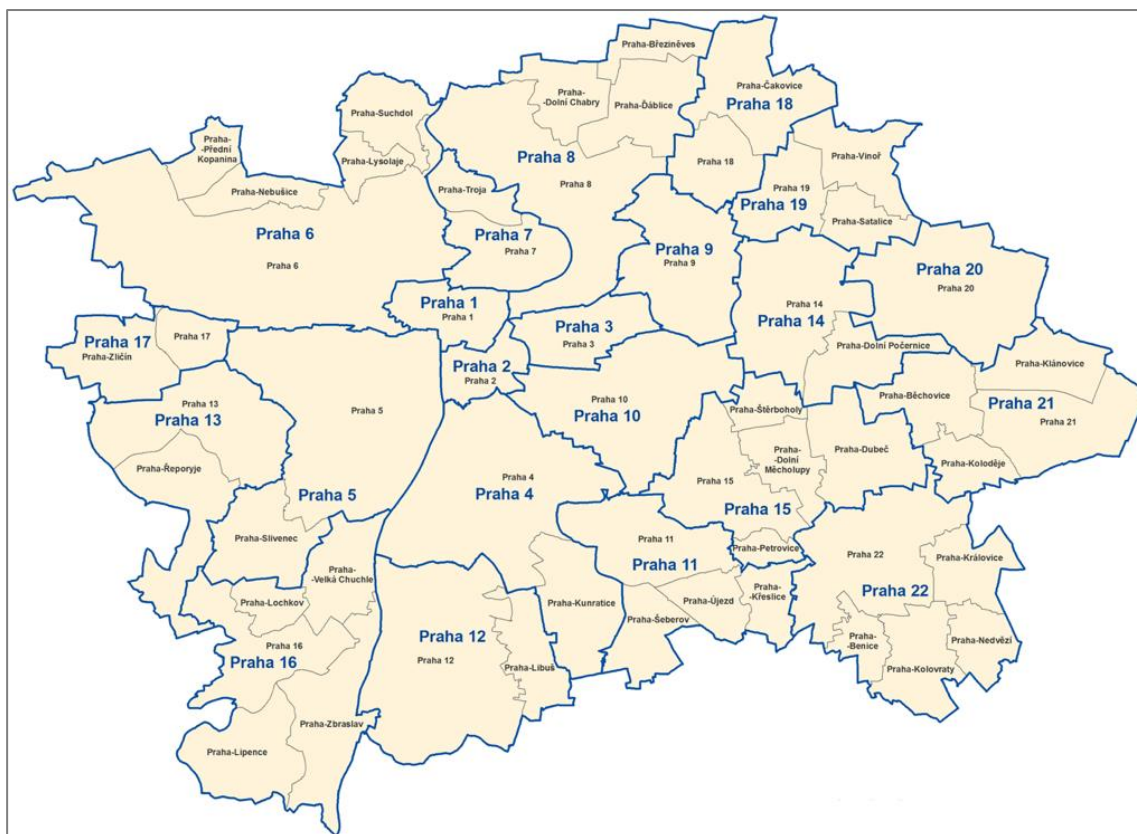 Praha-Březiněves
Praha-
-Dolní Chabry
Praha-Ďáblice
Praha-Čakovice
Praha 18
Praha 18
Praha-Suchdol
Praha-Lysolaje
Praha-
-Přední
Kopanina
Praha-Nebušice
Praha 8
Praha 8
Praha-Vinoř
Praha 19
Praha 19
Praha-Satalice
Praha-Troja
Praha 7
Praha 7
Praha 6
Praha 6
Praha 9
Praha 9
Praha 20
Praha 20
Praha 1
Praha 1
Praha 14
Praha 14
Praha 3
Praha 3
Praha 17
Praha 17
Praha-Zličín
Praha-Dolní Počernice
Praha-Klánovice
Praha 2
Praha 2
Praha 13
Praha 13
Praha 5
Praha 10
Praha 10
Praha-Štěrboholy
Praha-Běchovice
Praha 21
Praha 21
Praha-Řeporyje
Praha-
-Dolní
Měcholupy
Praha-Dubeč
Praha-Koloděje
Praha 4
Praha 4
Praha 15
Praha 15
Praha 5
Praha-Slivenec
Praha 11
Praha 11
Praha-Petrovice
Praha 22
Praha 22
Praha-Královice
Praha-
-Velká Chuchle
Praha-Lochkov
Praha-Kunratice
Praha-Újezd
Praha-
-Křeslice
Praha-Šeberov
Praha 16
Praha 16
Praha 12
Praha 12
Praha-Libuš
Praha-
-Benice
Praha-Nedvězí
Praha-Kolovraty
Praha-Zbraslav
Praha-Lipence